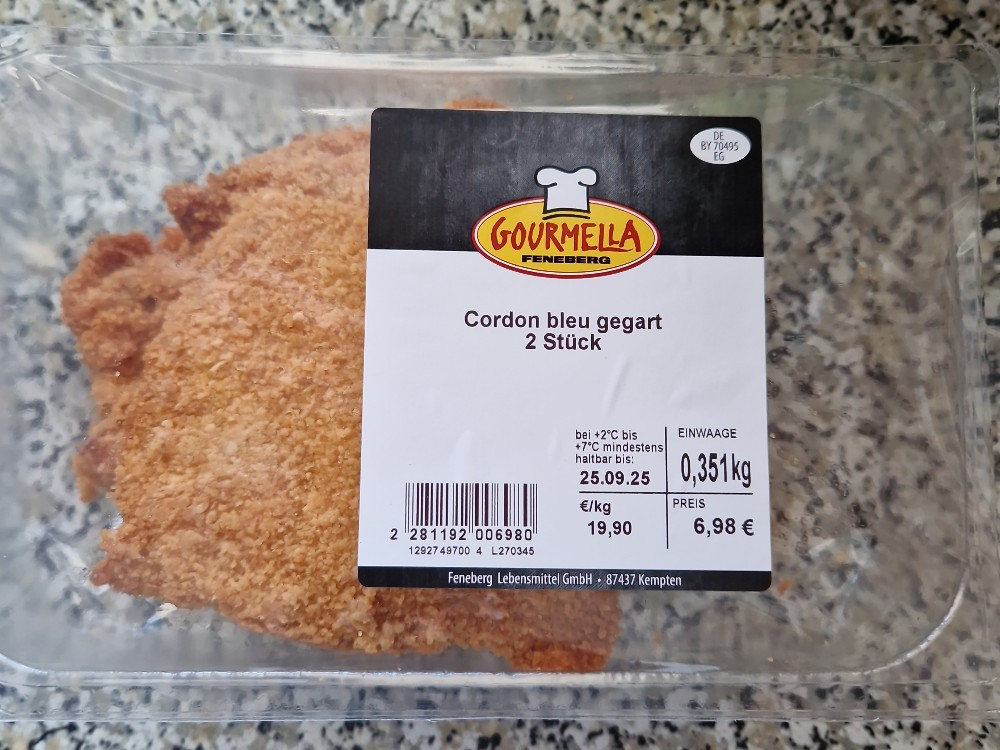 DE
BY 70495
EG
GOURMELLA
FENEBERG
Cordon bleu gegart
2 Stück
bei +2°C bis
+7°C mindestens
haltbar bis:
25.09.25
EINWAAGE
0,351kg
€/kg
19,90
PREIS
6,98 €
2 281192 006980
1292749700 4 L270345
Feneberg Lebensmittel GmbH • 87437 Kempten